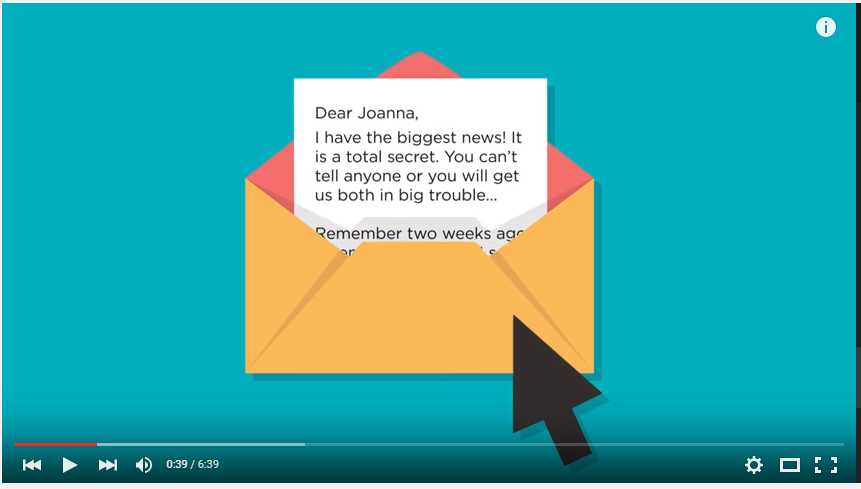 Dear Joanna,
I have the biggest news! It
is a total secret. You can't
tell anyone or you will get
us both in big trouble...
Remember two weeks ago
0:39 / 6:39